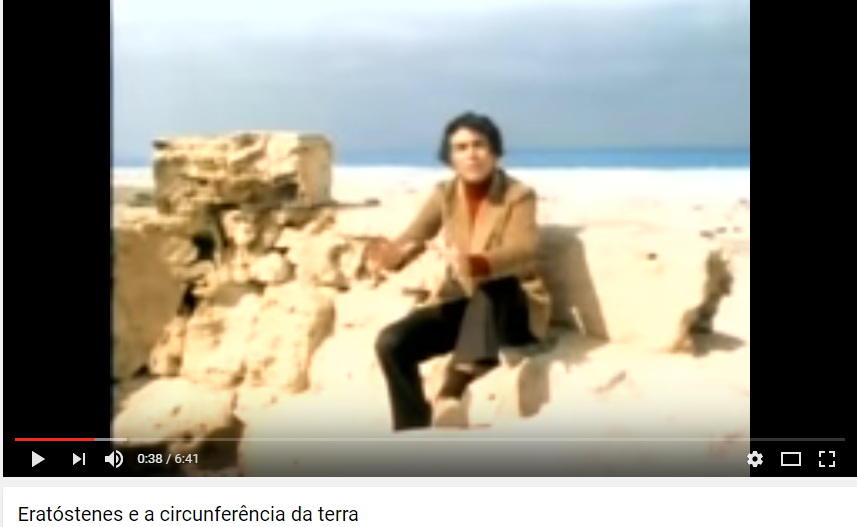 0:38 / 6:41
Eratóstenes e a circunferência da terra